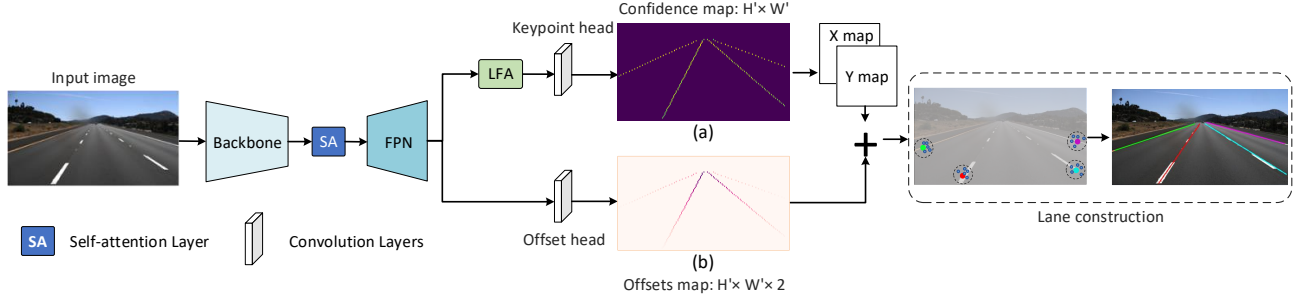 Input image
Backbone
SA
FPN
LFA
Keypoint head
Confidence map: H'× W'
(a)
X map
Y map
Offset head
(b)
Offsets map: H'× W'× 2
Lane construction
SA
Self-attention Layer
Convolution Layers